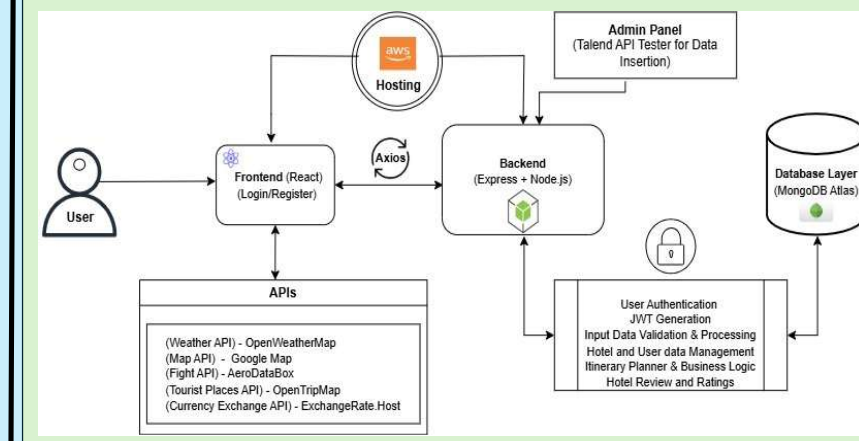 aws
Hosting
Admin Panel
(Talend API Tester for Data
Insertion)
User
Frontend (React)
(Login/Register)
Axios
Backend
(Express + Node.js)
Database Layer
(MongoDB Atlas)
APIs
(Weather API) - OpenWeatherMap
(Map API) - Google Map
(Fight API) - AeroDataBox
(Tourist Places API) - OpenTripMap
(Currency Exchange API) - ExchangeRate.Host
User Authentication
JWT Generation
Input Data Validation & Processing
Hotel and User data Management
Itinerary Planner & Business Logic
Hotel Review and Ratings